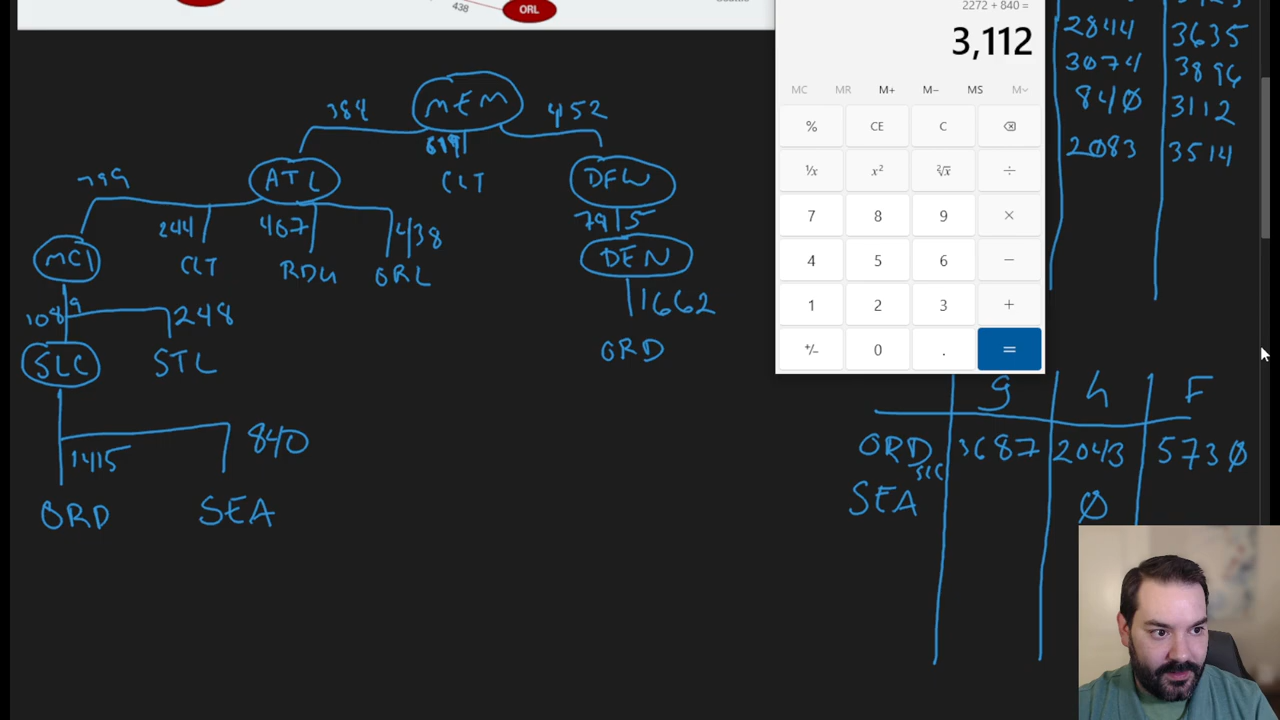 438
ORL
2272 + 840 =
3,112
MC MR M+ M− MS M˅
% CE C
¹/x x² ²√x ÷
7 8 9 ×
4 5 6 −
1 2 3 +
+/− 0 . =
2844 3635
3074 3896
840 3112
2083 3514
MEM
384
619
452
ATL
CLT
DFW
799
244
467
438
795
MCI
CLT
RDU
ORL
DEN
1089
248
1662
SLC
STL
ORD
1415
840
ORD
SEA
g h F
ORD SLC 3687 2043 5730
SEA 0